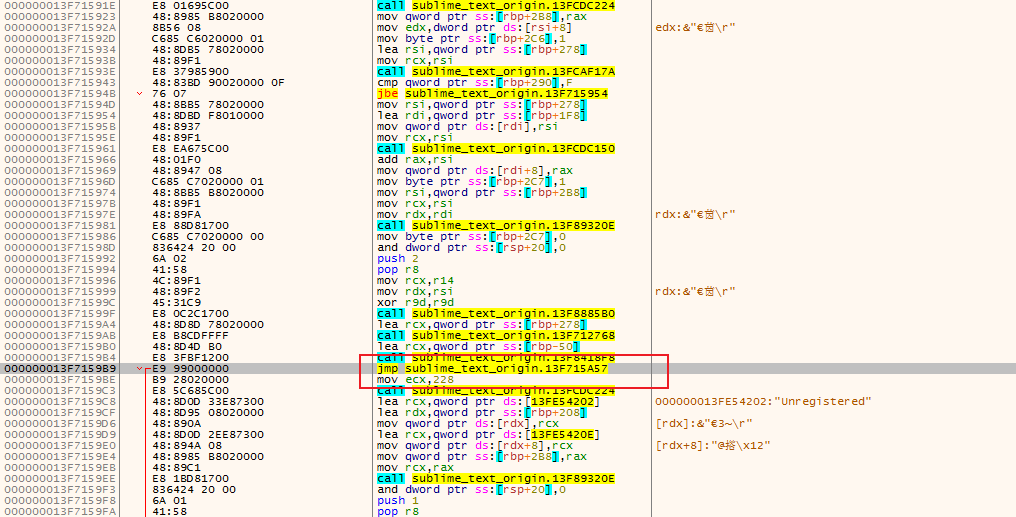 000000013F71591E E8 01695C00 call sublime_text_origin.13FCDC224
000000013F715923 48:8985 B8020000 mov qword ptr ss:[rbp+2B8],rax
000000013F71592A 8B56 08 mov edx,dword ptr ds:[rsi+8] edx:&"€茵\r"
000000013F71592D C685 C6020000 01 mov byte ptr ss:[rbp+2C6],1
000000013F715934 48:8DB5 78020000 lea rsi,qword ptr ss:[rbp+278]
000000013F71593B 48:89F1 mov rcx,rsi
000000013F71593E E8 37985900 call sublime_text_origin.13FCAF17A
000000013F715943 48:83BD 90020000 0F cmp qword ptr ss:[rbp+290],F
000000013F71594B 76 07 jbe sublime_text_origin.13F715954
000000013F71594D 48:8BB5 78020000 mov rsi,qword ptr ss:[rbp+278]
000000013F715954 48:8DBD F8010000 lea rdi,qword ptr ss:[rbp+1F8]
000000013F71595B 48:8937 mov qword ptr ds:[rdi],rsi
000000013F71595E 48:89F1 mov rcx,rsi
000000013F715961 E8 EA675C00 call sublime_text_origin.13FCDC150
000000013F715966 48:01F0 add rax,rsi
000000013F715969 48:8947 08 mov qword ptr ds:[rdi+8],rax
000000013F71596D C685 C7020000 01 mov byte ptr ss:[rbp+2C7],1
000000013F715974 48:8BB5 B8020000 mov rsi,qword ptr ss:[rbp+2B8]
000000013F71597B 48:89F1 mov rcx,rsi
000000013F71597E 48:89FA mov rdx,rdi rdx:&"€茵\r"
000000013F715981 E8 88D81700 call sublime_text_origin.13F89320E
000000013F715986 C685 C7020000 00 mov byte ptr ss:[rbp+2C7],0
000000013F71598D 836424 20 00 and dword ptr ss:[rsp+20],0
000000013F715992 6A 02 push 2
000000013F715994 41:58 pop r8
000000013F715996 4C:89F1 mov rcx,r14
000000013F715999 48:89F2 mov rdx,rsi rdx:&"€茵\r"
000000013F71599C 45:31C9 xor r9d,r9d
000000013F71599F E8 0C2C1700 call sublime_text_origin.13F8885B0
000000013F7159A4 48:8D8D 78020000 lea rcx,qword ptr ss:[rbp+278]
000000013F7159AB E8 B8CDFFFF call sublime_text_origin.13F712768
000000013F7159B0 48:8D4D B0 lea rcx,qword ptr ss:[rbp-50]
000000013F7159B4 E8 3FBF1200 call sublime_text_origin.13F8418F8
000000013F7159B9 E9 99000000 jmp sublime_text_origin.13F715A57
000000013F7159BE B9 28020000 mov ecx,228
000000013F7159C3 E8 5C685C00 call sublime_text_origin.13FCDC224
000000013F7159C8 48:8D0D 33E87300 lea rcx,qword ptr ds:[13FE54202] 000000013FE54202:"Unregistered"
000000013F7159CF 48:8D95 08020000 lea rdx,qword ptr ss:[rbp+208]
000000013F7159D6 48:890A mov qword ptr ds:[rdx],rcx [rdx]:&"€3~\r"
000000013F7159D9 48:8D0D 2EE87300 lea rcx,qword ptr ds:[13FE5420E]
000000013F7159E0 48:894A 08 mov qword ptr ds:[rdx+8],rcx [rdx+8]:"@搭\x12"
000000013F7159E4 48:8985 B8020000 mov qword ptr ss:[rbp+2B8],rax
000000013F7159EB 48:89C1 mov rcx,rax
000000013F7159EE E8 1BD81700 call sublime_text_origin.13F89320E
000000013F7159F3 836424 20 00 and dword ptr ss:[rsp+20],0
000000013F7159F8 6A 01 push 1
000000013F7159FA 41:58 pop r8